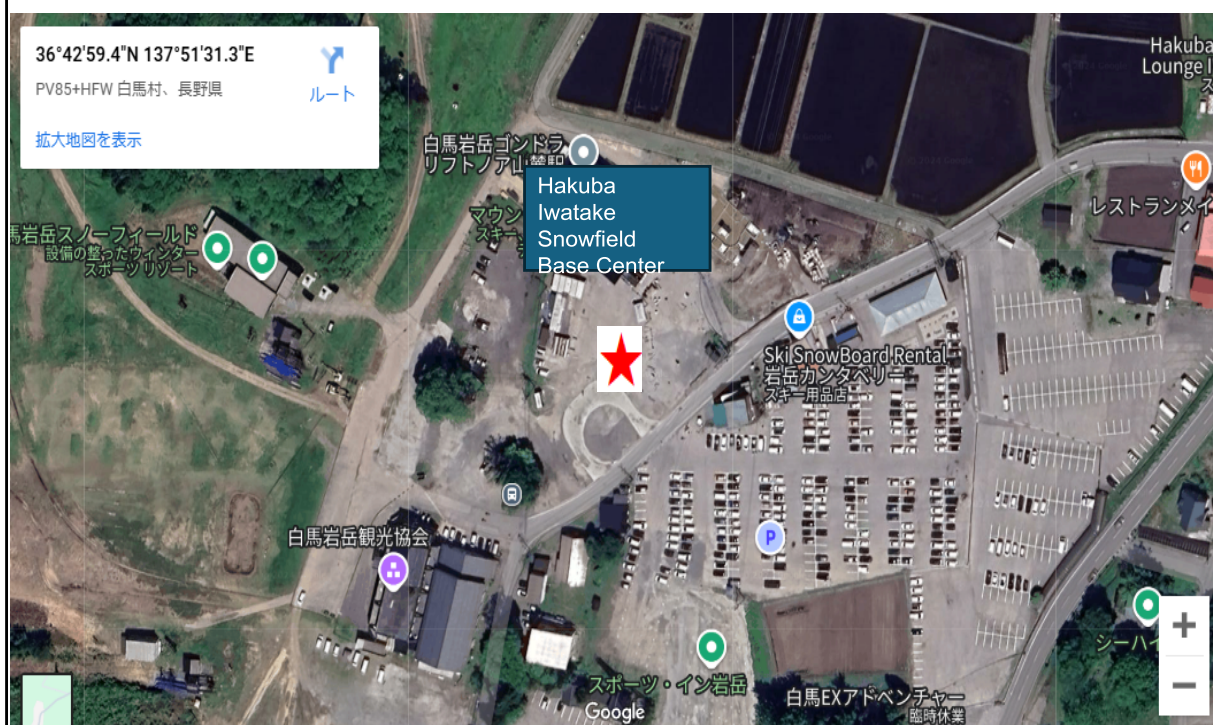 36°42'59.4"N 137°51'31.3"E
PV85+HFW 白馬村、長野県
ルート
拡大地図を表示
Hakuba
Lounge
白馬岩岳ゴンドラ
リフトノア山麓駅
Hakuba
Iwatake
Snowfield
Base Center
マウン
スキー
レストランメイ
馬岩岳スノーフィールド
設備の整ったウィンター
スポーツ リゾート
Ski SnowBoard Rental
岩岳カンタベリー
スキー用品店
P
白馬岩岳観光協会
シーハイ
スポーツ・イン岩岳
Google
白馬EXアドベンチャー
臨時休業
+
−